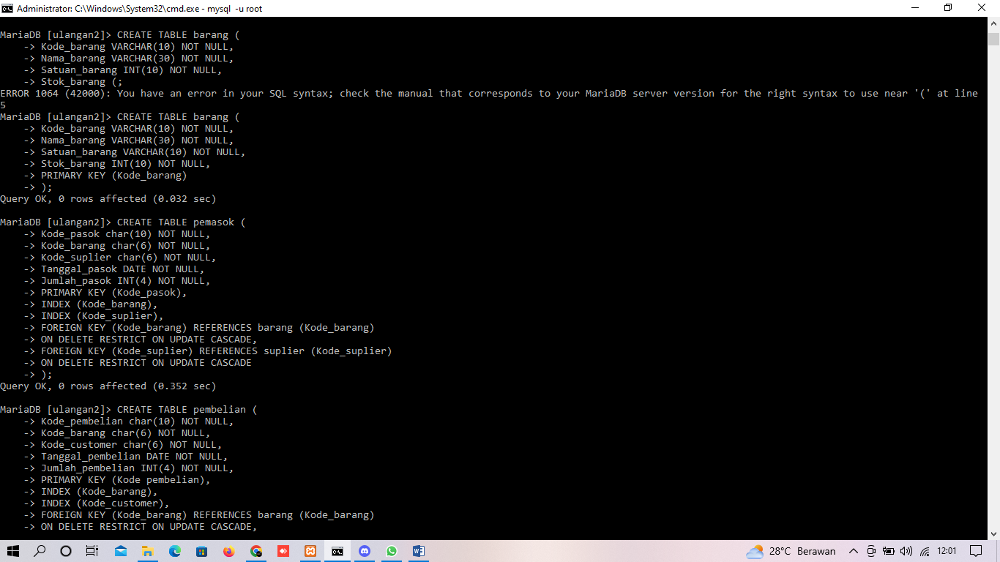 Administrator: C:\Windows\System32\cmd.exe - mysql -u root
MariaDB [ulangan2]> CREATE TABLE barang (
    -> Kode_barang VARCHAR(10) NOT NULL,
    -> Nama_barang VARCHAR(30) NOT NULL,
    -> Satuan_barang INT(10) NOT NULL,
    -> Stok_barang (;
ERROR 1064 (42000): You have an error in your SQL syntax; check the manual that corresponds to your MariaDB server version for the right syntax to use near '(' at line
5
MariaDB [ulangan2]> CREATE TABLE barang (
    -> Kode_barang VARCHAR(10) NOT NULL,
    -> Nama_barang VARCHAR(30) NOT NULL,
    -> Satuan_barang VARCHAR(10) NOT NULL,
    -> Stok_barang INT(10) NOT NULL,
    -> PRIMARY KEY (Kode_barang)
    -> );
Query OK, 0 rows affected (0.032 sec)
MariaDB [ulangan2]> CREATE TABLE pemasok (
    -> Kode_pasok char(10) NOT NULL,
    -> Kode_barang char(6) NOT NULL,
    -> Kode_suplier char(6) NOT NULL,
    -> Tanggal_pasok DATE NOT NULL,
    -> Jumlah_pasok INT(4) NOT NULL,
    -> PRIMARY KEY (Kode_pasok),
    -> INDEX (Kode_barang),
    -> INDEX (Kode_suplier),
    -> FOREIGN KEY (Kode_barang) REFERENCES barang (Kode_barang)
    -> ON DELETE RESTRICT ON UPDATE CASCADE,
    -> FOREIGN KEY (Kode_suplier) REFERENCES suplier (Kode_suplier)
    -> ON DELETE RESTRICT ON UPDATE CASCADE
    -> );
Query OK, 0 rows affected (0.352 sec)
MariaDB [ulangan2]> CREATE TABLE pembelian (
    -> Kode_pembelian char(10) NOT NULL,
    -> Kode_barang char(6) NOT NULL,
    -> Kode_customer char(6) NOT NULL,
    -> Tanggal_pembelian DATE NOT NULL,
    -> Jumlah_pembelian INT(4) NOT NULL,
    -> PRIMARY KEY (Kode pembelian),
    -> INDEX (Kode_barang),
    -> INDEX (Kode_customer),
    -> FOREIGN KEY (Kode_barang) REFERENCES barang (Kode_barang)
    -> ON DELETE RESTRICT ON UPDATE CASCADE,
28°C Berawan 12:01